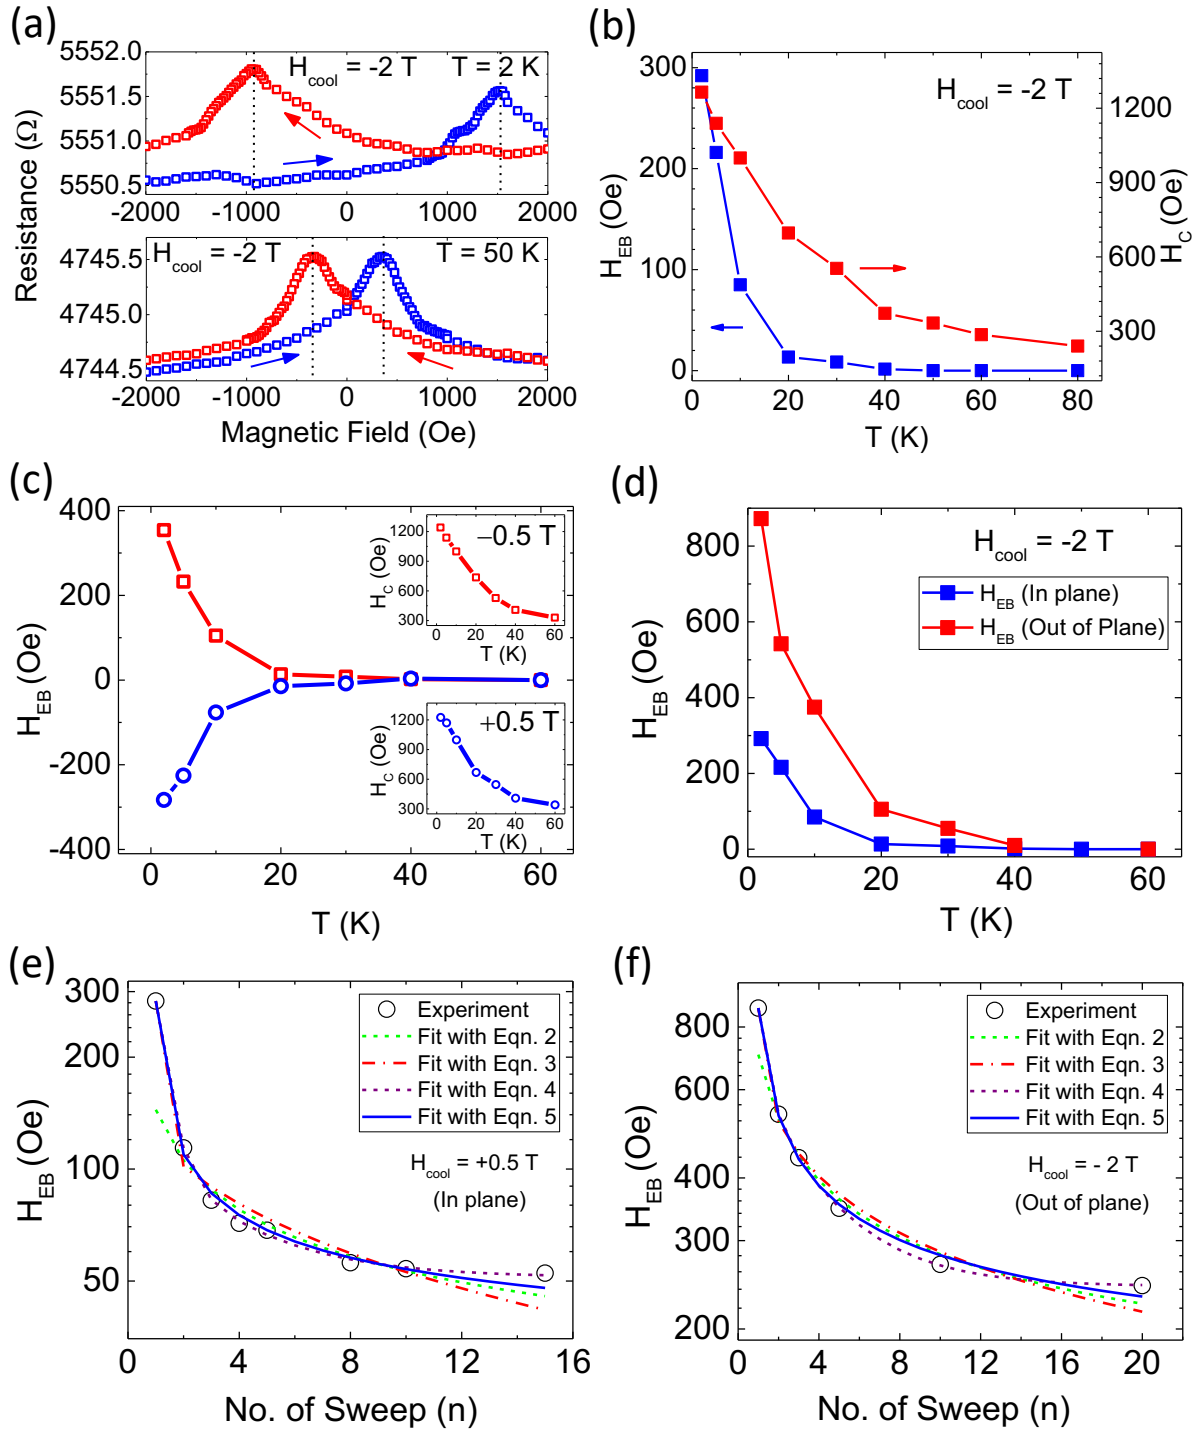 (a)
5552.0
5551.5
5551.0
5550.5
H_cool = -2 T
T = 2 K
-2000 -1000 0 1000 2000
4745.5
4745.0
4744.5
H_cool = -2 T
T = 50 K
-2000 -1000 0 1000 2000
Resistance (Ω)
Magnetic Field (Oe)
(b)
300
200
100
0
H_EB (Oe)
H_cool = -2 T
1200
900
600
300
H_C (Oe)
0 20 40 60 80
T (K)
(c)
400
200
0
-200
-400
H_EB (Oe)
0 20 40 60
T (K)
1200
900
600
300
H_C (Oe)
−0.5 T
0 20 40 60
T (K)
1200
900
600
300
H_C (Oe)
+0.5 T
0 20 40 60
T (K)
(d)
800
600
400
200
0
H_EB (Oe)
H_cool = -2 T
H_EB (In plane)
H_EB (Out of Plane)
0 20 40 60
T (K)
(e)
300
200
100
50
H_EB (Oe)
Experiment
Fit with Eqn. 2
Fit with Eqn. 3
Fit with Eqn. 4
Fit with Eqn. 5
H_cool = +0.5 T
(In plane)
0 4 8 12 16
No. of Sweep (n)
(f)
800
600
400
300
200
H_EB (Oe)
Experiment
Fit with Eqn. 2
Fit with Eqn. 3
Fit with Eqn. 4
Fit with Eqn. 5
H_cool = - 2 T
(Out of plane)
0 4 8 12 16 20
No. of Sweep (n)